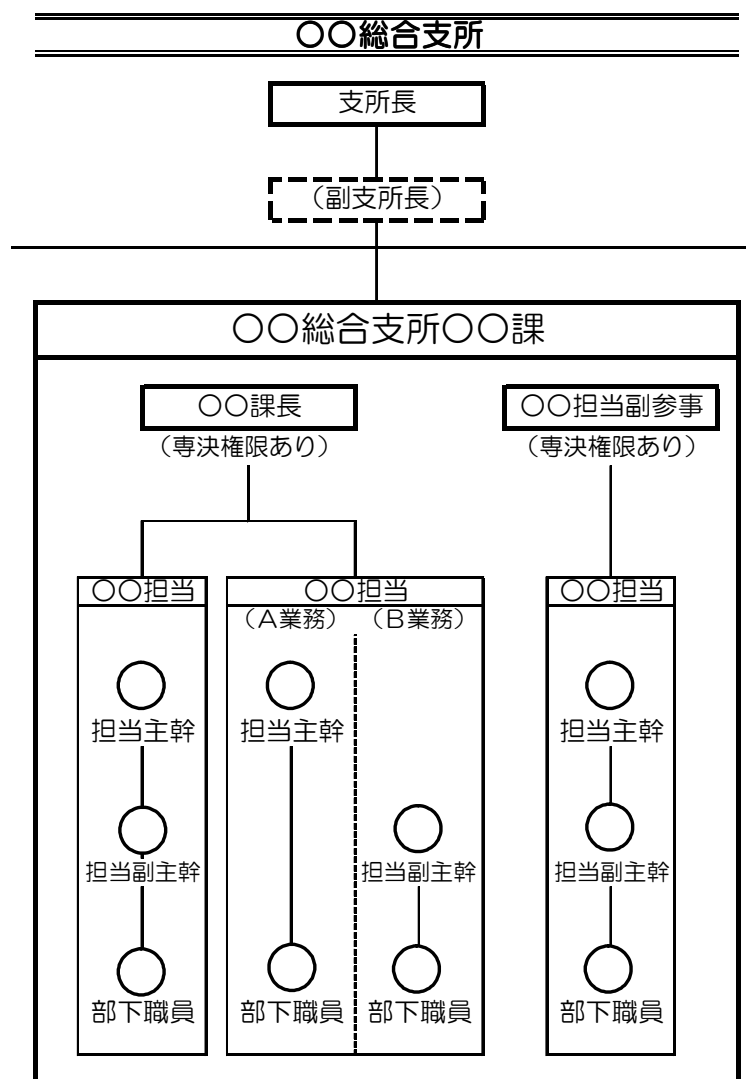 〇〇総合支所
支所長
（副支所長）
〇〇総合支所〇〇課
〇〇課長
（専決権限あり）
〇〇担当副参事
（専決権限あり）
〇〇担当
〇〇担当
（A業務）
（B業務）
〇〇担当
担当主幹
担当主幹
担当主幹
担当副主幹
担当副主幹
担当副主幹
部下職員
部下職員
部下職員
部下職員